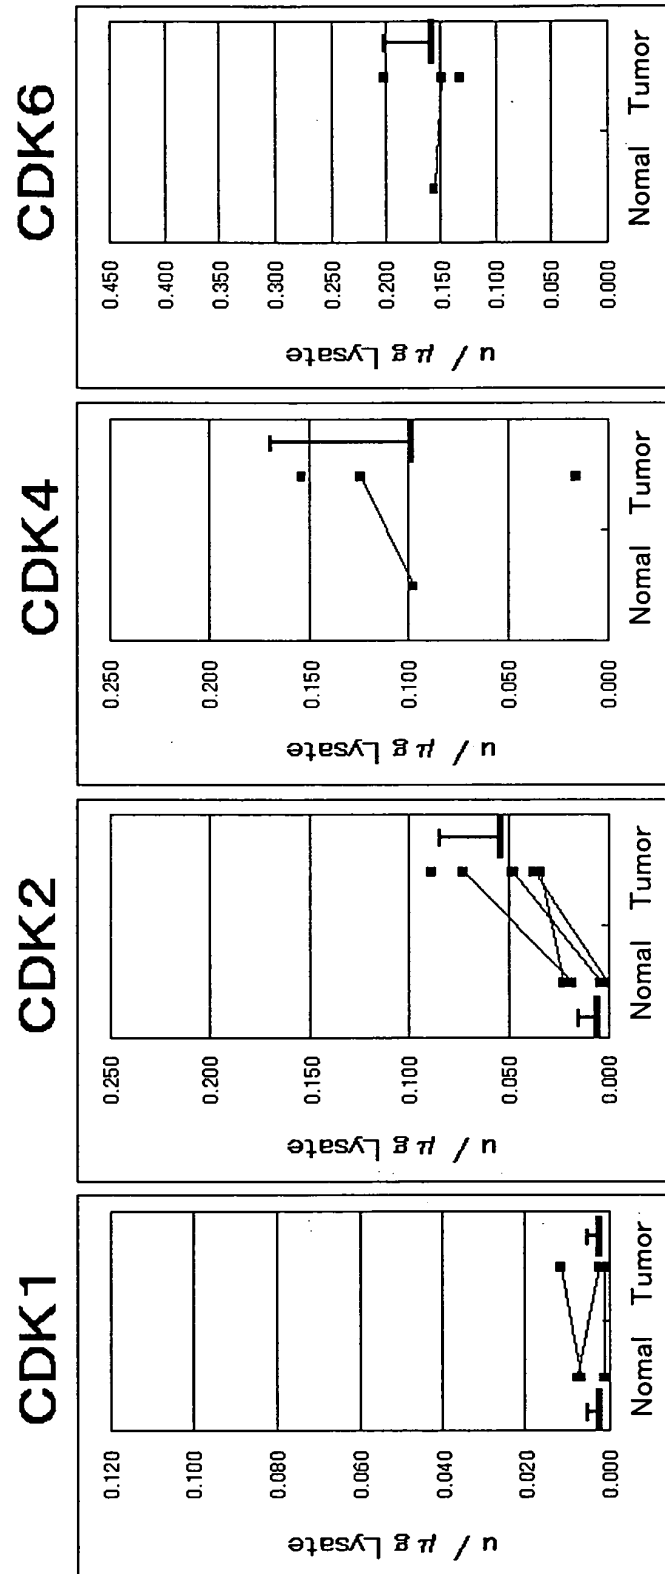 CDK1
u / μg Lysate
0.120
0.100
0.080
0.060
0.040
0.020
0.000
Nomal Tumor
CDK2
u / μg Lysate
0.250
0.200
0.150
0.100
0.050
0.000
Nomal Tumor
CDK4
u / μg Lysate
0.250
0.200
0.150
0.100
0.050
0.000
Nomal Tumor
CDK6
u / μg Lysate
0.450
0.400
0.350
0.300
0.250
0.200
0.150
0.100
0.050
0.000
Nomal Tumor